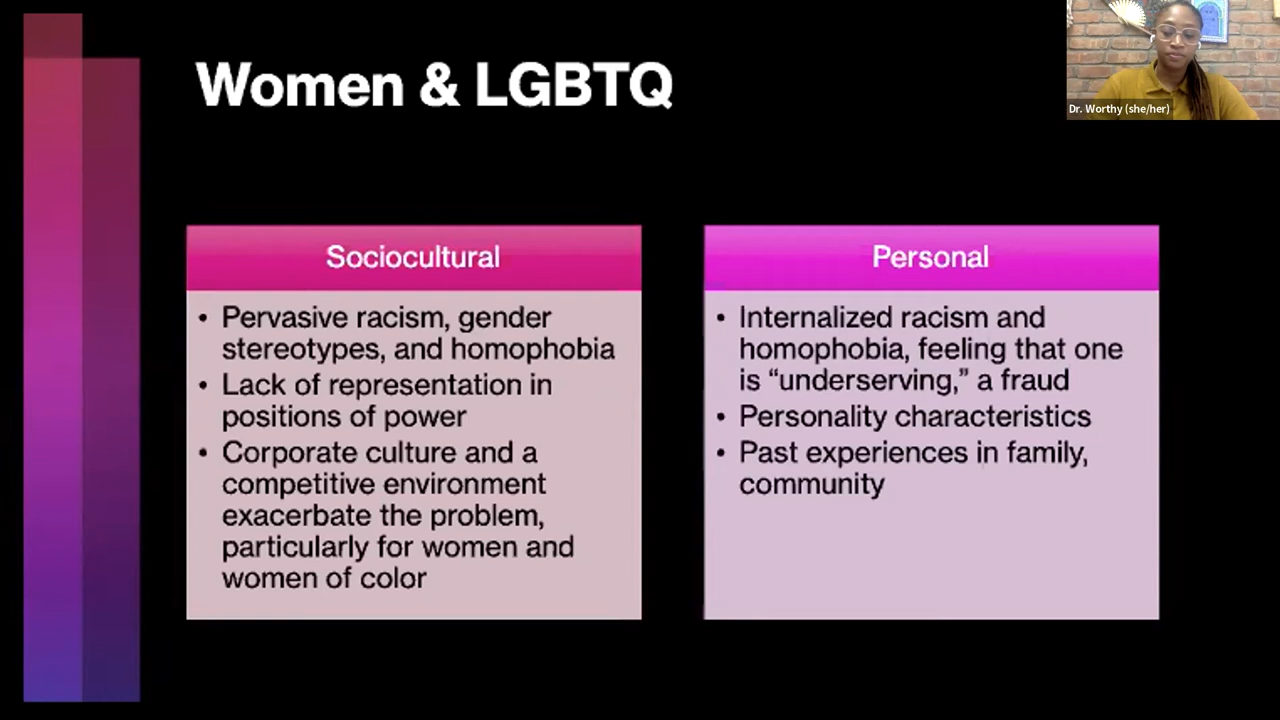 Women & LGBTQ
Dr. Worthy (she/her)
Sociocultural
• Pervasive racism, gender
stereotypes, and homophobia
• Lack of representation in
positions of power
• Corporate culture and a
competitive environment
exacerbate the problem,
particularly for women and
women of color
Personal
• Internalized racism and
homophobia, feeling that one
is “underserving,” a fraud
• Personality characteristics
• Past experiences in family,
community